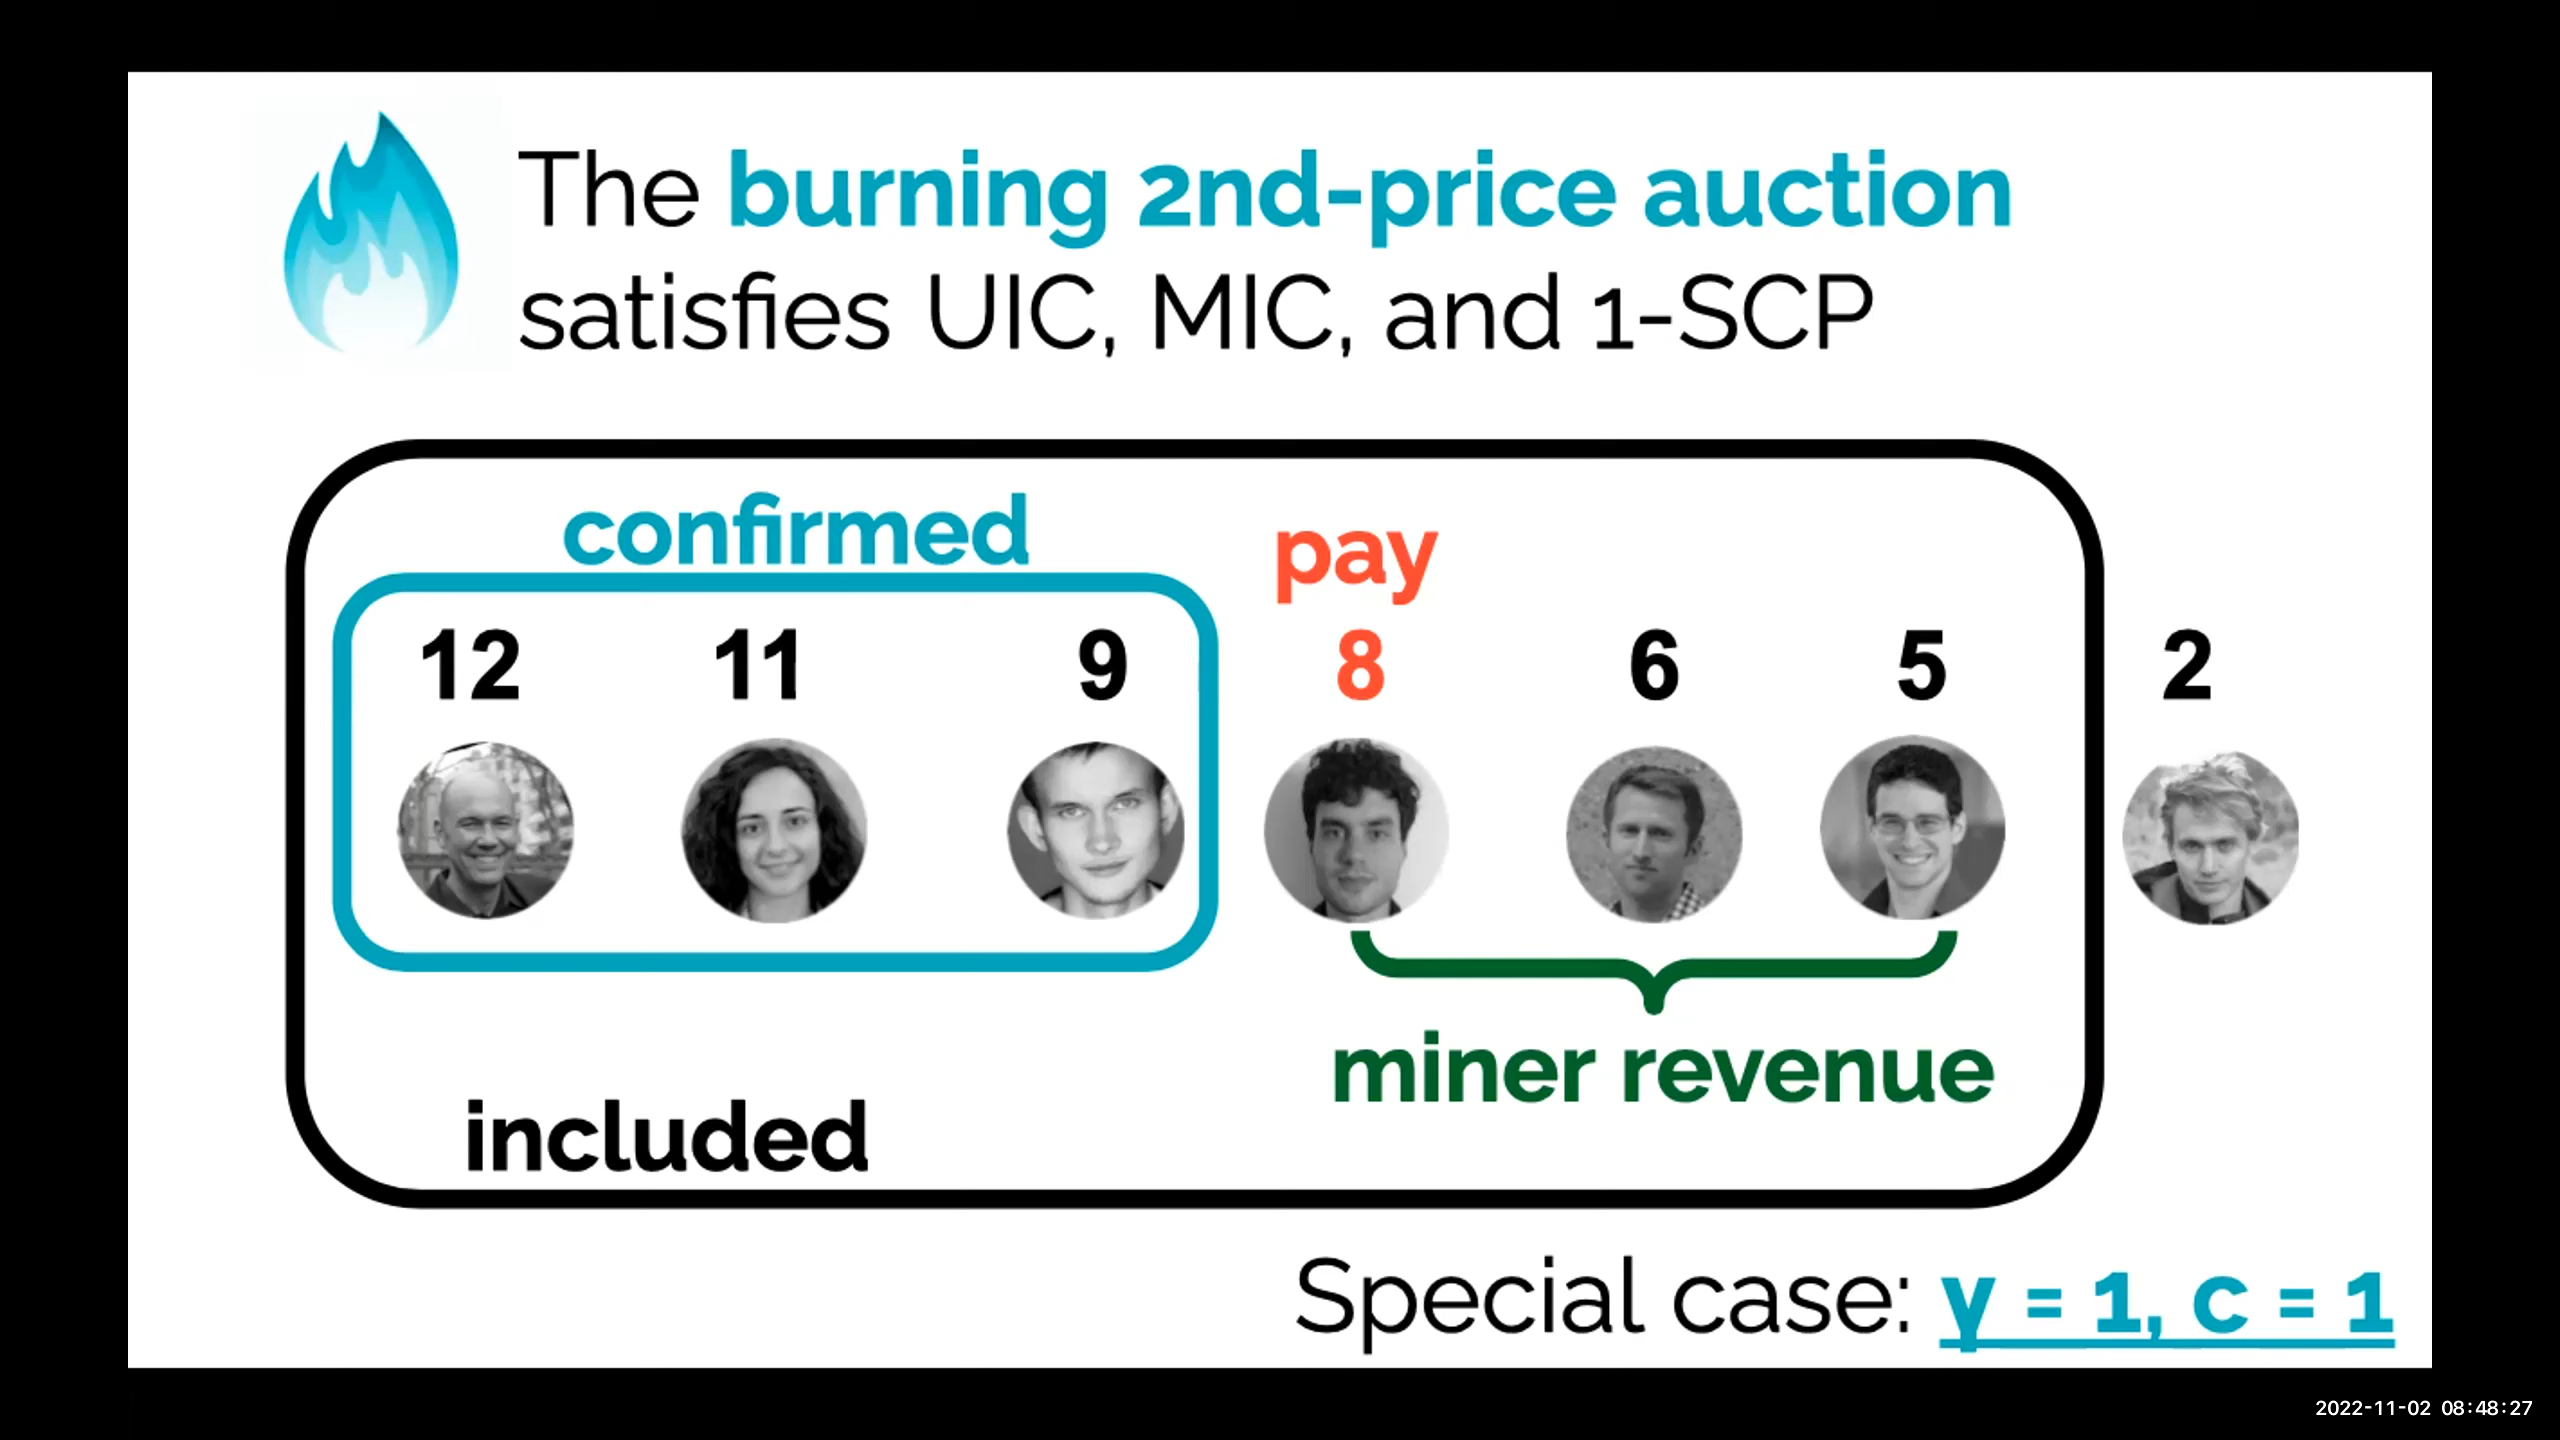 The burning 2nd-price auction
satisfies UIC, MIC, and 1-SCP
confirmed
pay
12 11 9 8 6 5 2
miner revenue
included
Special case: γ = 1, c = 1
2022-11-02 08:48:27